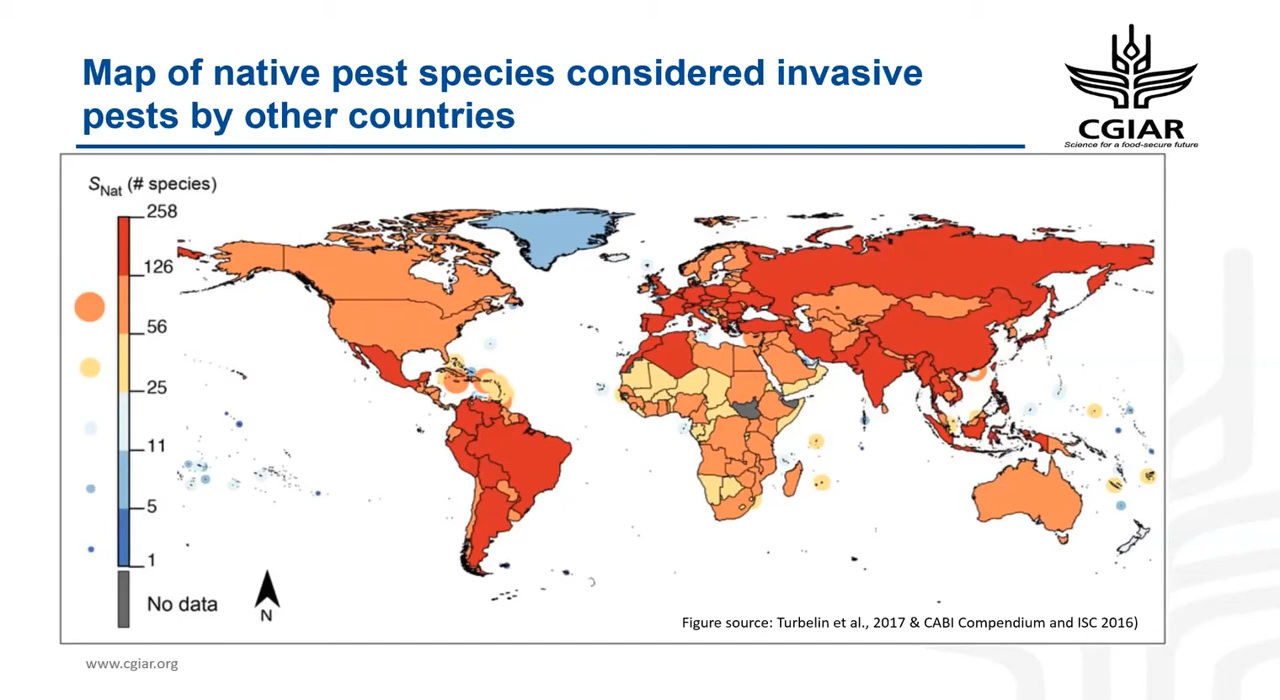 Map of native pest species considered invasive
pests by other countries
CGIAR
Science for a food-secure future
SNat (# species)
258
126
56
25
11
5
1
No data
N
Figure source: Turbelin et al., 2017 & CABI Compendium and ISC 2016)
www.cgiar.org